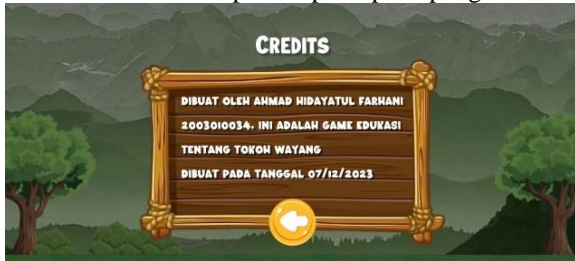 CREDITS
DIBUAT OLEH AHMAD HIDAYATUL FARHANI
2003010034. INI ADALAH GAME EDUKASI
TENTANG TOKOH WAYANG
DIBUAT PADA TANGGAL 07/12/2023